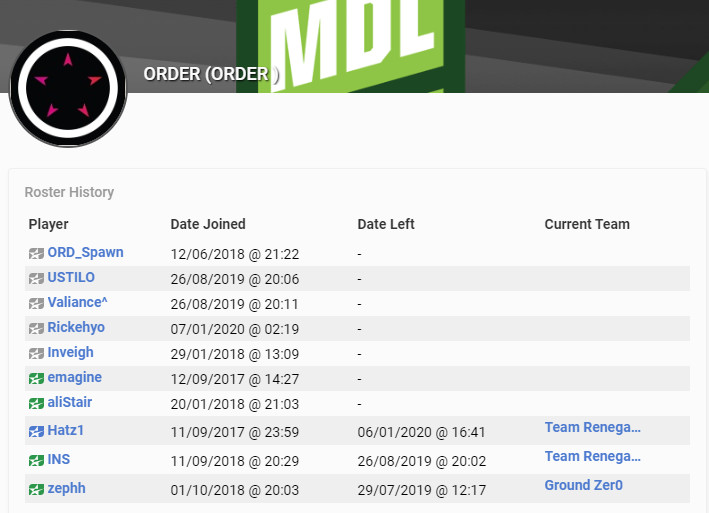 MDL
ORDER (ORDER )
Roster History
Player Date Joined Date Left Current Team
ORD_Spawn 12/06/2018 @ 21:22 -
USTILO 26/08/2019 @ 20:06 -
Valiance^ 26/08/2019 @ 20:11 -
Rickehyo 07/01/2020 @ 02:19 -
Inveigh 29/01/2018 @ 13:09 -
emagine 12/09/2017 @ 14:27 -
aliStair 20/01/2018 @ 21:03 -
Hatz1 11/09/2017 @ 23:59 06/01/2020 @ 16:41 Team Renega...
INS 11/09/2018 @ 20:29 26/08/2019 @ 20:02 Team Renega...
zephh 01/10/2018 @ 20:03 29/07/2019 @ 12:17 Ground Zer0